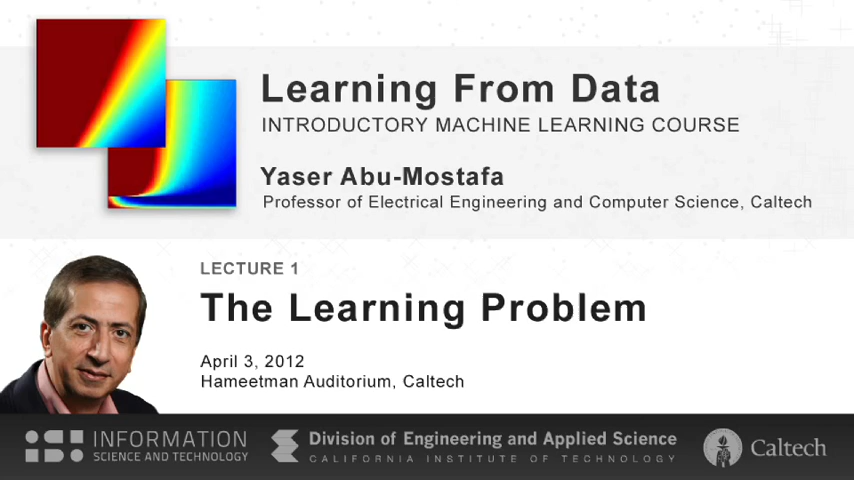 Learning From Data
INTRODUCTORY MACHINE LEARNING COURSE
Yaser Abu-Mostafa
Professor of Electrical Engineering and Computer Science, Caltech
LECTURE 1
The Learning Problem
April 3, 2012
Hameetman Auditorium, Caltech
INFORMATION
SCIENCE AND TECHNOLOGY
Division of Engineering and Applied Science
CALIFORNIA INSTITUTE OF TECHNOLOGY
Caltech